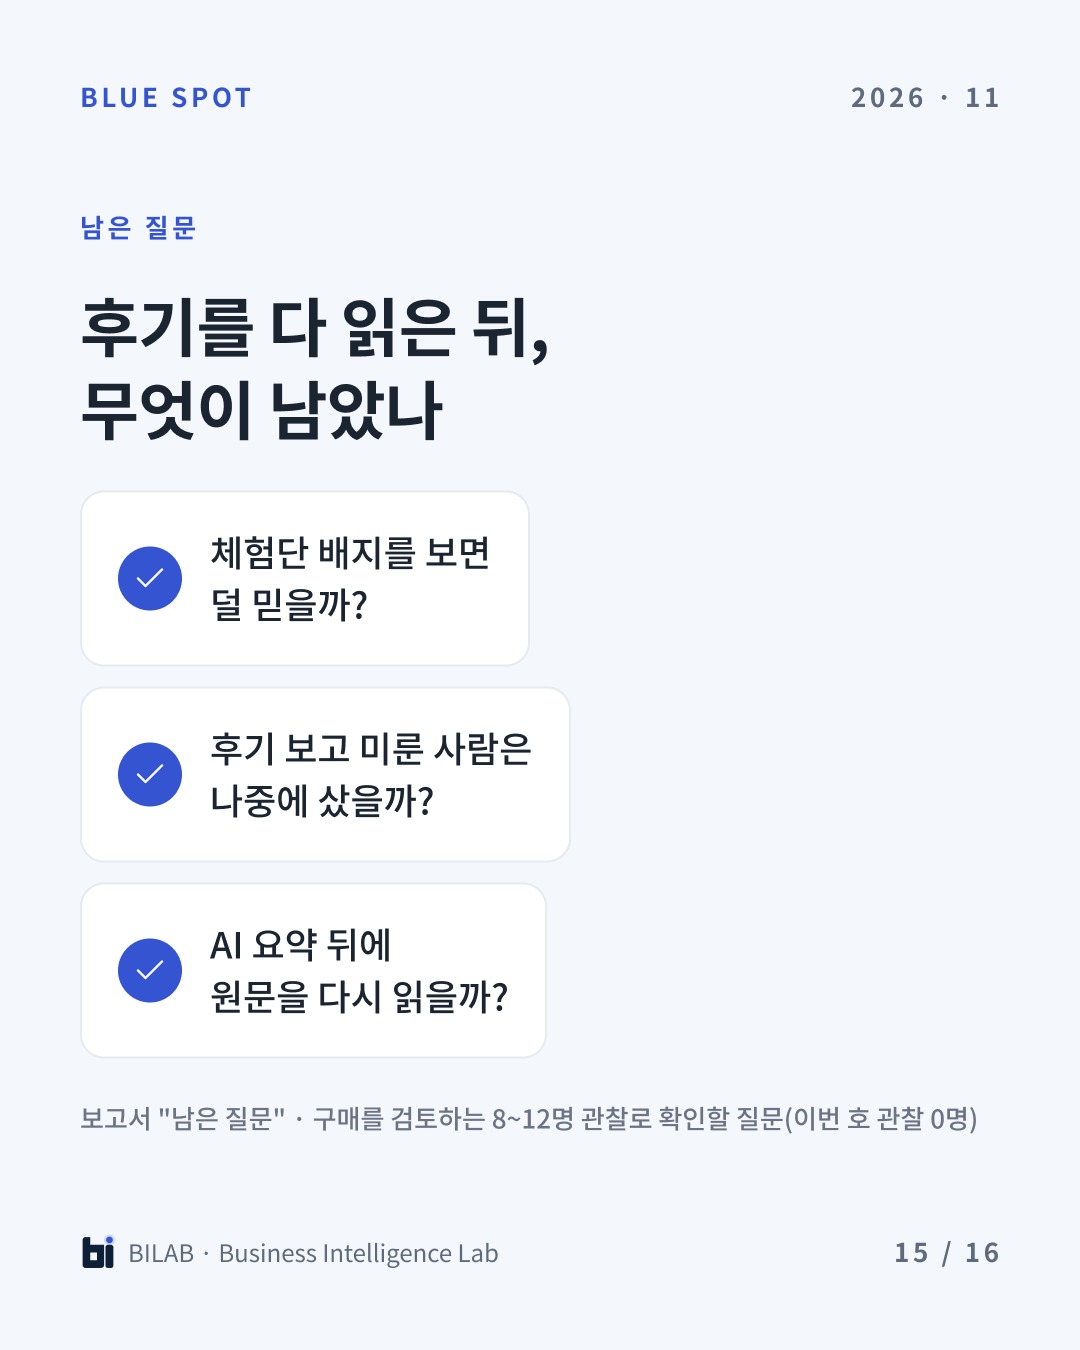 BLUE SPOT
2026 · 11
남은 질문
후기를 다 읽은 뒤,
무엇이 남았나
체험단 배지를 보면
덜 믿을까?
후기 보고 미룬 사람은
나중에 샀을까?
AI 요약 뒤에
원문을 다시 읽을까?
보고서 "남은 질문" · 구매를 검토하는 8~12명 관찰로 확인할 질문(이번 호 관찰 0명)
bi BILAB · Business Intelligence Lab
15 / 16